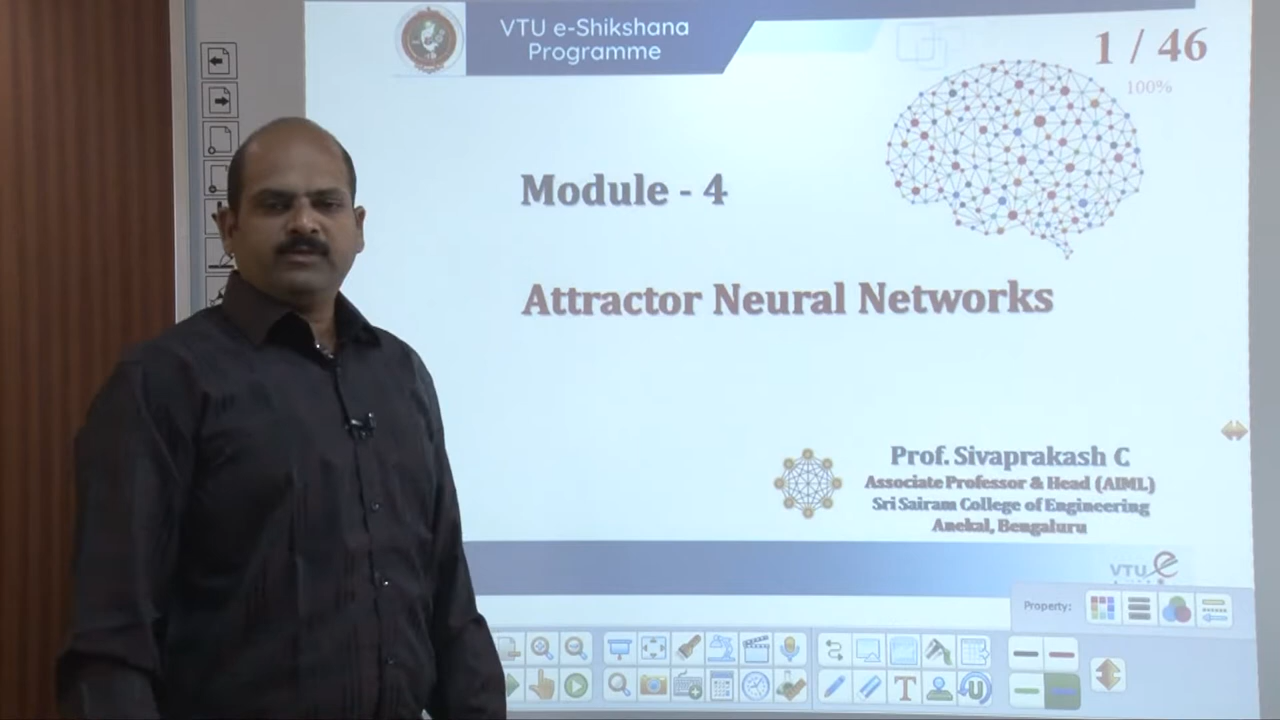 VTU e-Shikshana
Programme
1 / 46
100%
Module - 4
Attractor Neural Networks
Prof. Sivaprakash C
Associate Professor & Head (AIML)
Sri Sairam College of Engineering
Anekal, Bengaluru
VTU e
Property:
T